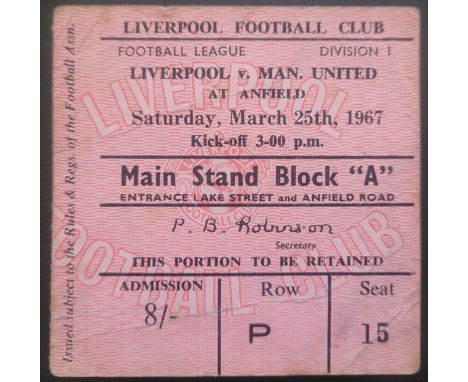 LIVERPOOL FOOTBALL CLUB
FOOTBALL LEAGUE DIVISION 1
LIVERPOOL v. MAN. UNITED
AT ANFIELD
Saturday, March 25th, 1967
Kick-off 3-00 p.m.
Main Stand Block "A"
ENTRANCE LAKE STREET and ANFIELD ROAD
P. B. Robinson
Secretary
THIS PORTION TO BE RETAINED
ADMISSION Row Seat
8/- P 15
Issued subject to the Rules & Regs. of the Football Assn.
LIVERPOOL
FOOTBALL CLUB